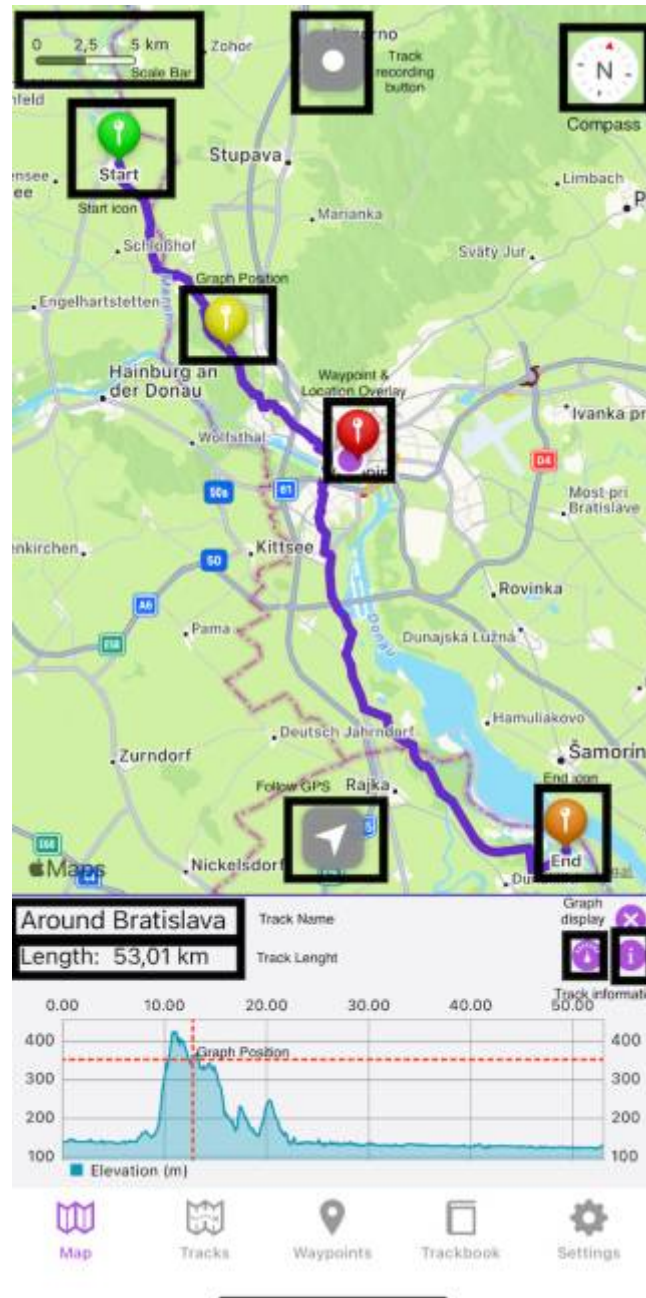 0 2,5 5 km
Scale Bar
Zohor
Track
recording
button
N
Compass
Start
Start icon
Stupava
Limbach
Marianka
Schloßhof
Svätý Jur
Graph Position
Engelhartstetten
Hainburg an
der Donau
Waypoint &
Location Overlay
Ivanka pr
Wolfsthal
D4
50a
61
Most pri
Bratislave
Kittsee
50
Rovinka
A6
Pama
Donau
Dunajská Lužná
Hamuliakovo
Deutsch Jahrndorf
Zurndorf
Šamorín
Follow GPS
Rajka
End icon
E60
Maps
Nickelsdorf
End
Around Bratislava
Track Name
Graph
display
Length: 53,01 km
Track Lenght
i
Track informat
0.00 10.00 20.00 30.00 40.00 50.00
400 400
Graph Position
300 300
200 200
100 100
Elevation (m)
Map Tracks Waypoints Trackbook Settings